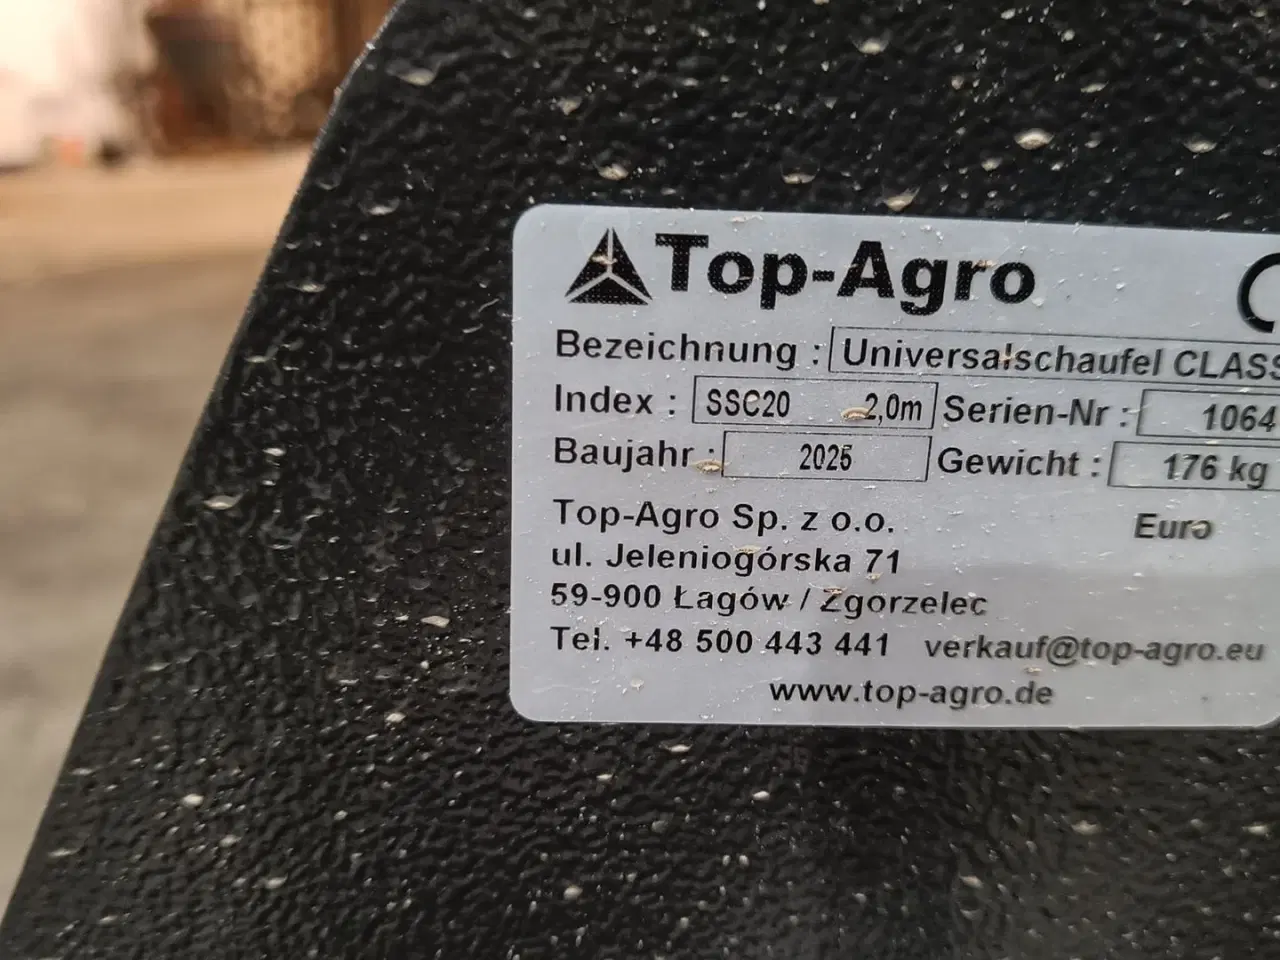 Top-Agro
Bezeichnung : Universalschaufel CLASS
Index : SSC20 2,0m Serien-Nr : 1064
Baujahr : 2025 Gewicht : 176 kg
Top-Agro Sp. z o.o. Euro
ul. Jeleniogórska 71
59-900 Łagów / Zgorzelec
Tel. +48 500 443 441 verkauf@top-agro.eu
www.top-agro.de